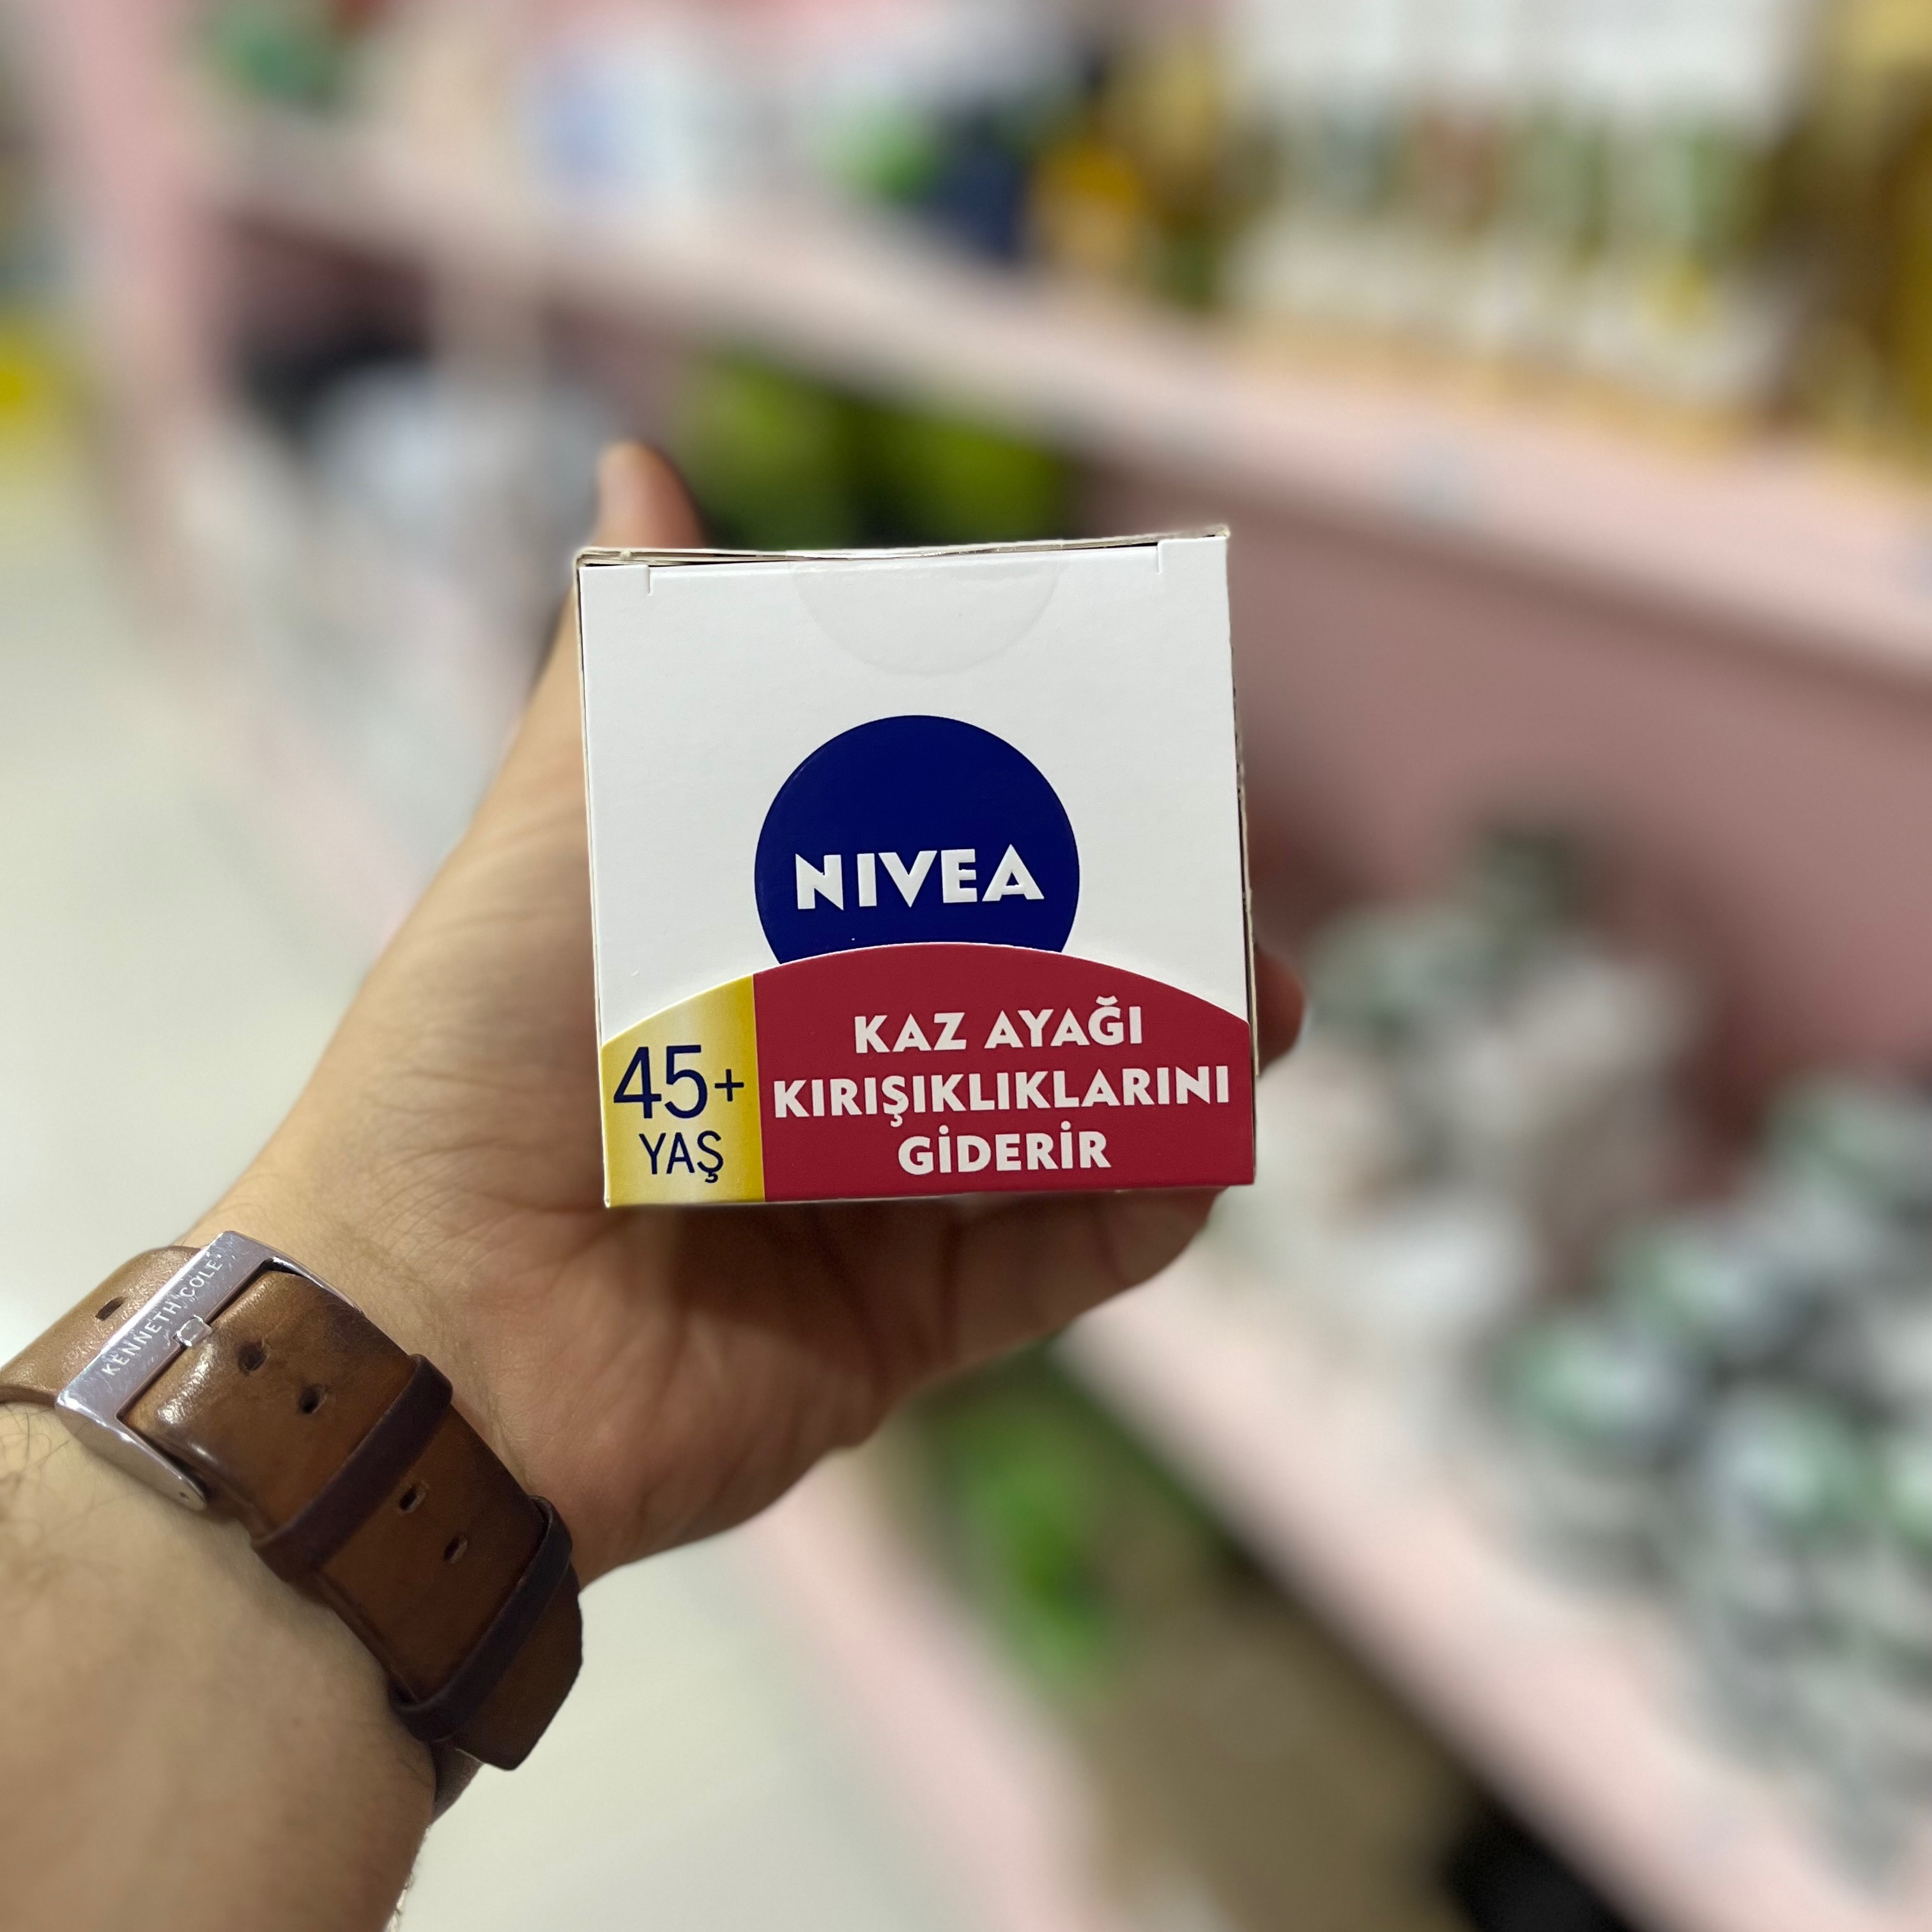 NIVEA
45+
YAŞ
KAZ AYAĞI
KIRIŞIKLIKLARINI
GİDERİR
KENNETH COLE